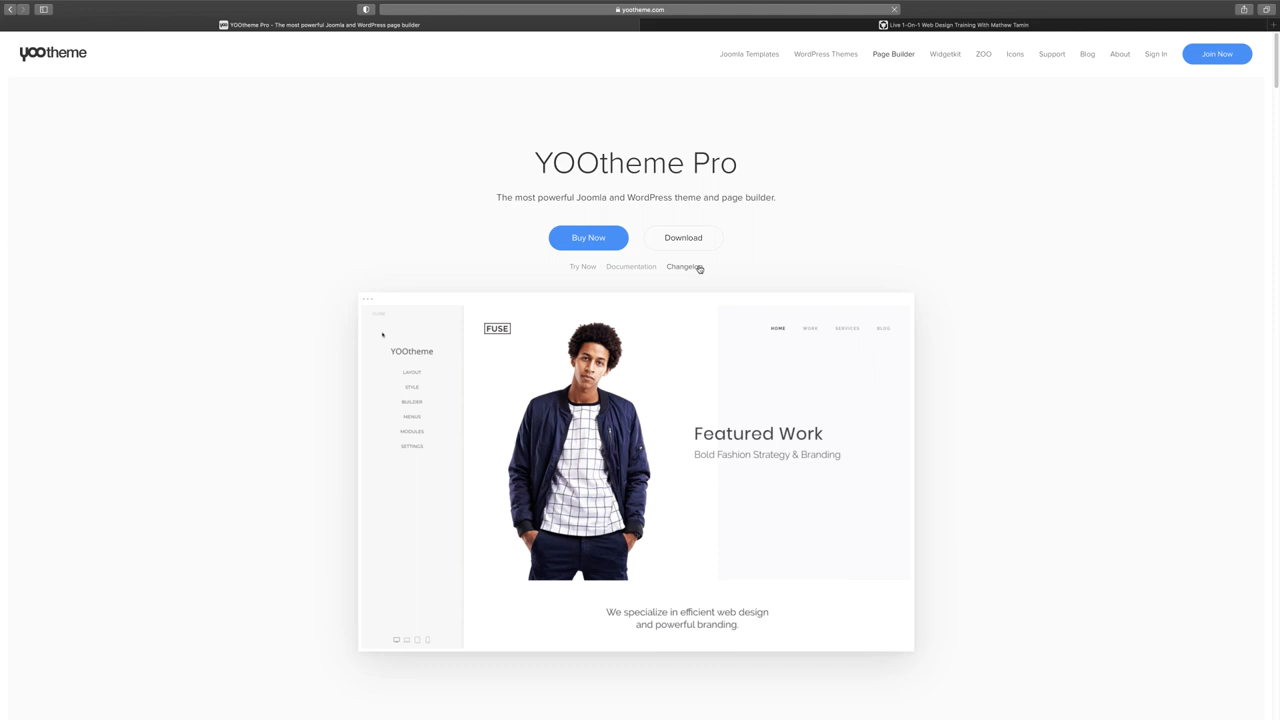 yootheme.com
YOOtheme Pro – The most powerful Joomla and WordPress page builder
Live 1-On-1 Web Design Training With Mathew Tamin
yootheme
Joomla Templates
WordPress Themes
Page Builder
Widgetkit
ZOO
Icons
Support
Blog
About
Sign In
Join Now
YOOtheme Pro
The most powerful Joomla and WordPress theme and page builder.
Buy Now
Download
Try Now
Documentation
Changelog
CLOSE
YOOtheme
LAYOUT
STYLE
BUILDER
MENUS
MODULES
SETTINGS
FUSE
HOME
WORK
SERVICES
BLOG
Featured Work
Bold Fashion Strategy & Branding
We specialize in efficient web design
and powerful branding.